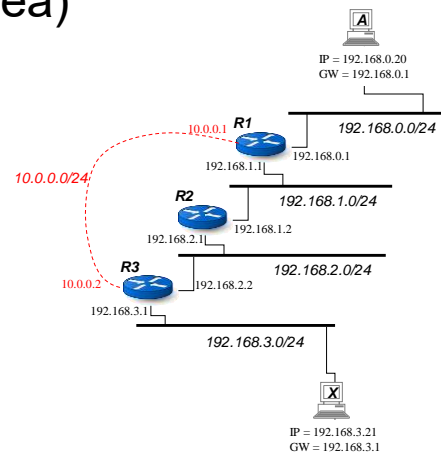 ea)
A
IP = 192.168.0.20
GW = 192.168.0.1
R1
10.0.0.1
192.168.0.0/24
192.168.0.1
192.168.1.1
10.0.0.0/24
R2
192.168.1.0/24
192.168.1.2
192.168.2.1
R3
192.168.2.0/24
10.0.0.2
192.168.2.2
192.168.3.1
192.168.3.0/24
X
IP = 192.168.3.21
GW = 192.168.3.1